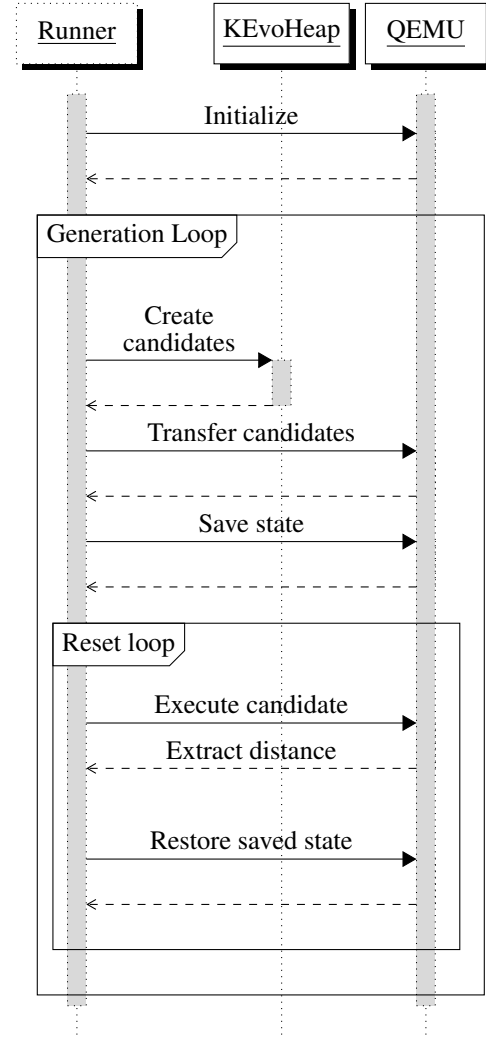 Runner
KEvoHeap
QEMU
Initialize
Generation Loop
Create
candidates
Transfer candidates
Save state
Reset loop
Execute candidate
Extract distance
Restore saved state